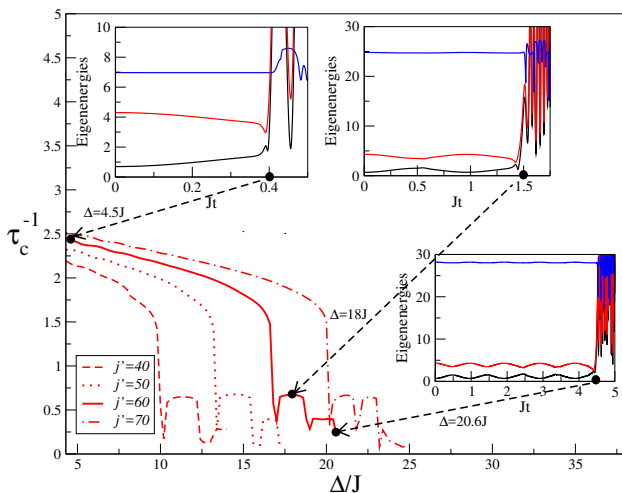 5
4.5
4
3.5
3
2.5
2
1.5
1
0.5
0
τc⁻¹
5 10 15 20 25 30 35
Δ/J
10
8
6
4
2
0
Eigenenergies
0 0.2 0.4
Jt
30
20
10
0
Eigenenergies
0 0.5 1 1.5
Jt
30
20
10
0
Eigenenergies
0 1 2 3 4 5
Jt
Δ=4.5J
Δ=18J
Δ=20.6J
j'=40
j'=50
j'=60
j'=70